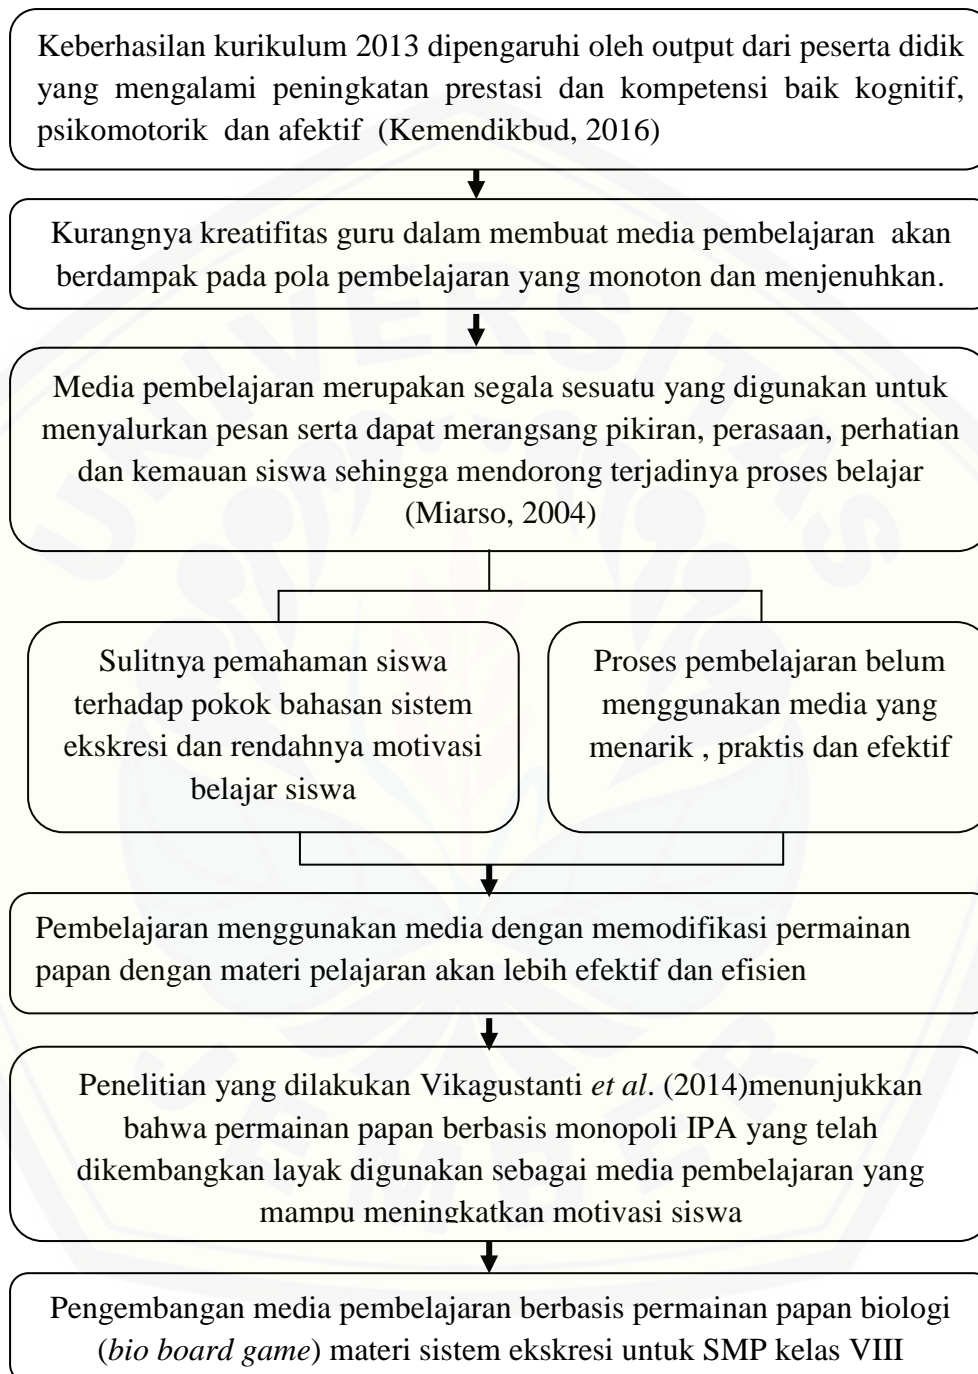 Keberhasilan kurikulum 2013 dipengaruhi oleh output dari peserta didik
yang mengalami peningkatan prestasi dan kompetensi baik kognitif,
psikomotorik dan afektif (Kemendikbud, 2016)
Kurangnya kreatifitas guru dalam membuat media pembelajaran akan
berdampak pada pola pembelajaran yang monoton dan menjenuhkan.
Media pembelajaran merupakan segala sesuatu yang digunakan untuk
menyalurkan pesan serta dapat merangsang pikiran, perasaan, perhatian
dan kemauan siswa sehingga mendorong terjadinya proses belajar
(Miarso, 2004)
Sulitnya pemahaman siswa
terhadap pokok bahasan sistem
ekskresi dan rendahnya motivasi
belajar siswa
Proses pembelajaran belum
menggunakan media yang
menarik , praktis dan efektif
Pembelajaran menggunakan media dengan memodifikasi permainan
papan dengan materi pelajaran akan lebih efektif dan efisien
Penelitian yang dilakukan Vikagustanti et al. (2014)menunjukkan
bahwa permainan papan berbasis monopoli IPA yang telah
dikembangkan layak digunakan sebagai media pembelajaran yang
mampu meningkatkan motivasi siswa
Pengembangan media pembelajaran berbasis permainan papan biologi
(bio board game) materi sistem ekskresi untuk SMP kelas VIII
UNIVERSITAS
JEMBER